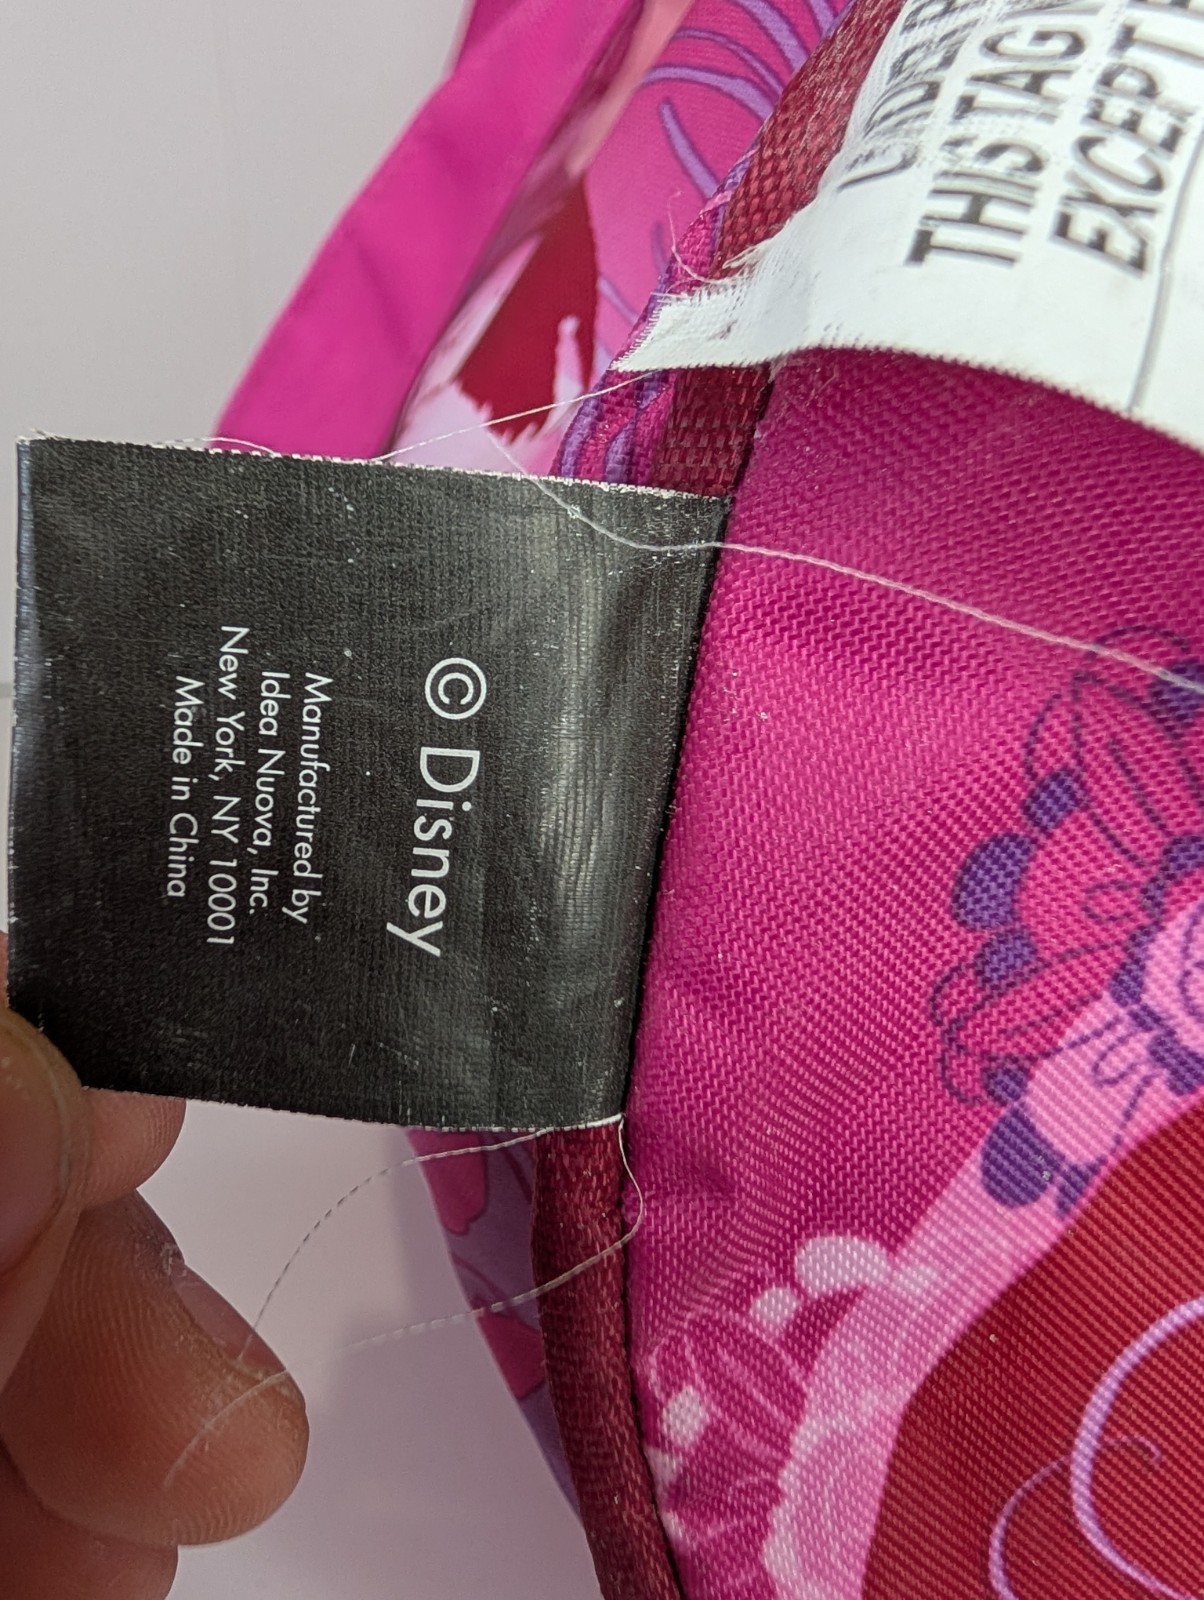 © Disney
Manufactured by
Idea Nuova, Inc.
New York, NY 10001
Made in China
THIS TAG
EXCEPT